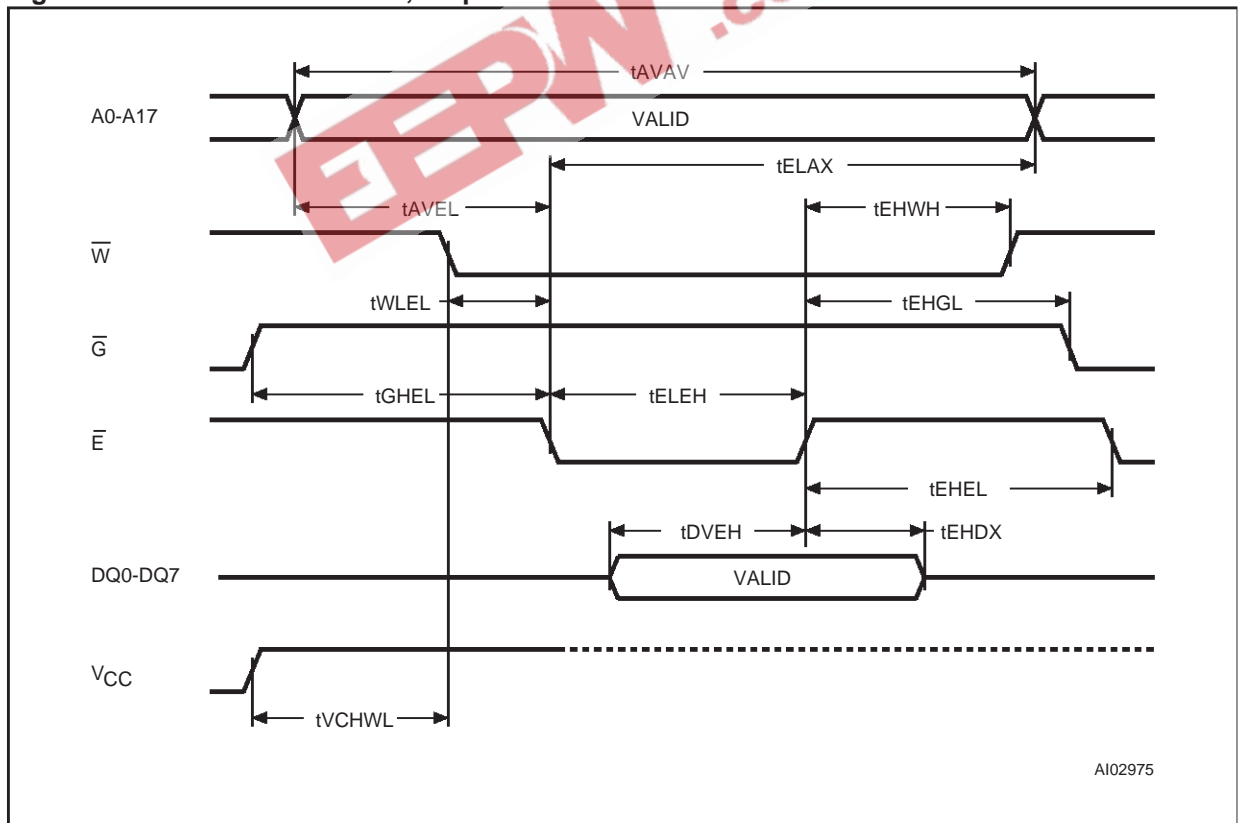 tAVAV
A0-A17
VALID
tELAX
tAVEL
tEHWH
W
tWLEL
tEHGL
G
tGHEL
tELEH
E
tEHEL
tDVEH
tEHDX
DQ0-DQ7
VALID
VCC
tVCHWL
AI02975
EEPW